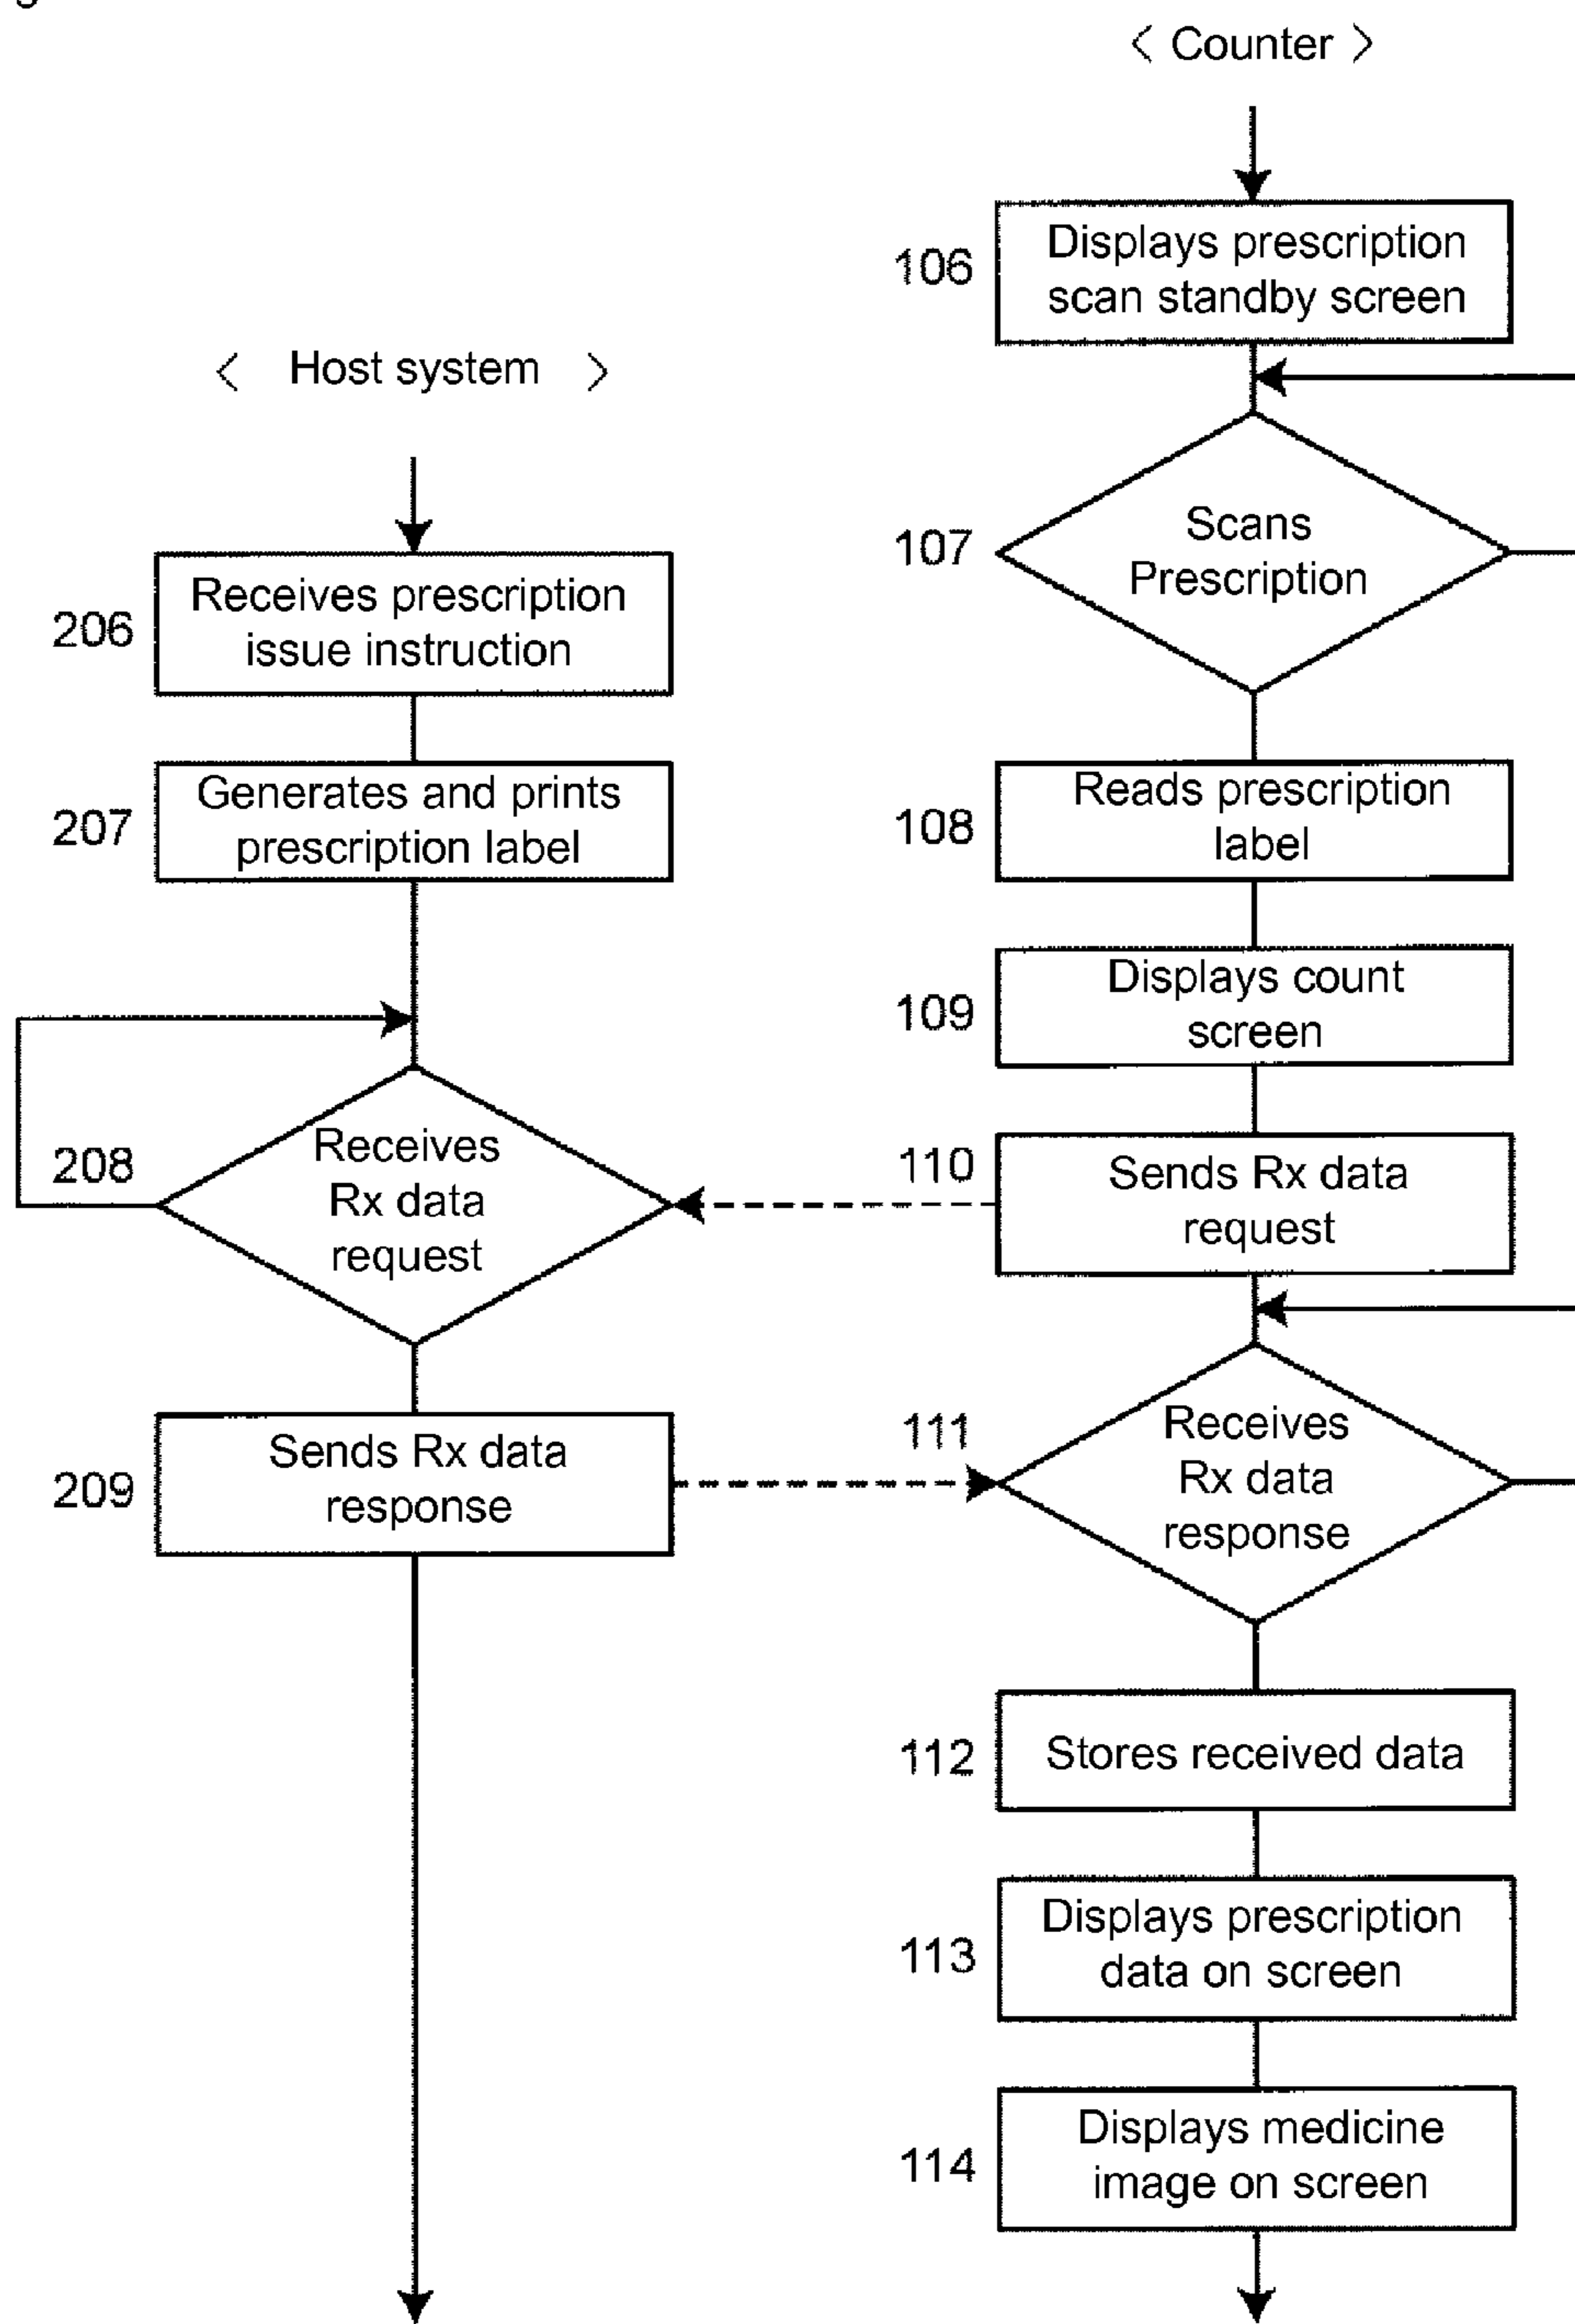 < Counter >
106
Displays prescription
scan standby screen
< Host system >
107
Scans
Prescription
206
Receives prescription
issue instruction
207
Generates and prints
prescription label
108
Reads prescription
label
109
Displays count
screen
208
Receives
Rx data
request
110
Sends Rx data
request
209
Sends Rx data
response
111
Receives
Rx data
response
112
Stores received data
113
Displays prescription
data on screen
114
Displays medicine
image on screen